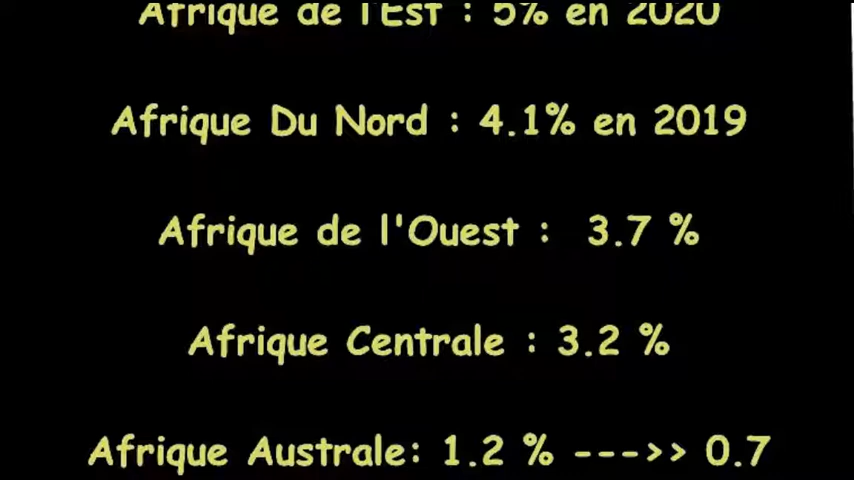 Afrique de l'Est : 5% en 2020
Afrique Du Nord : 4.1% en 2019
Afrique de l'Ouest :  3.7 %
Afrique Centrale : 3.2 %
Afrique Australe: 1.2 % --->> 0.7